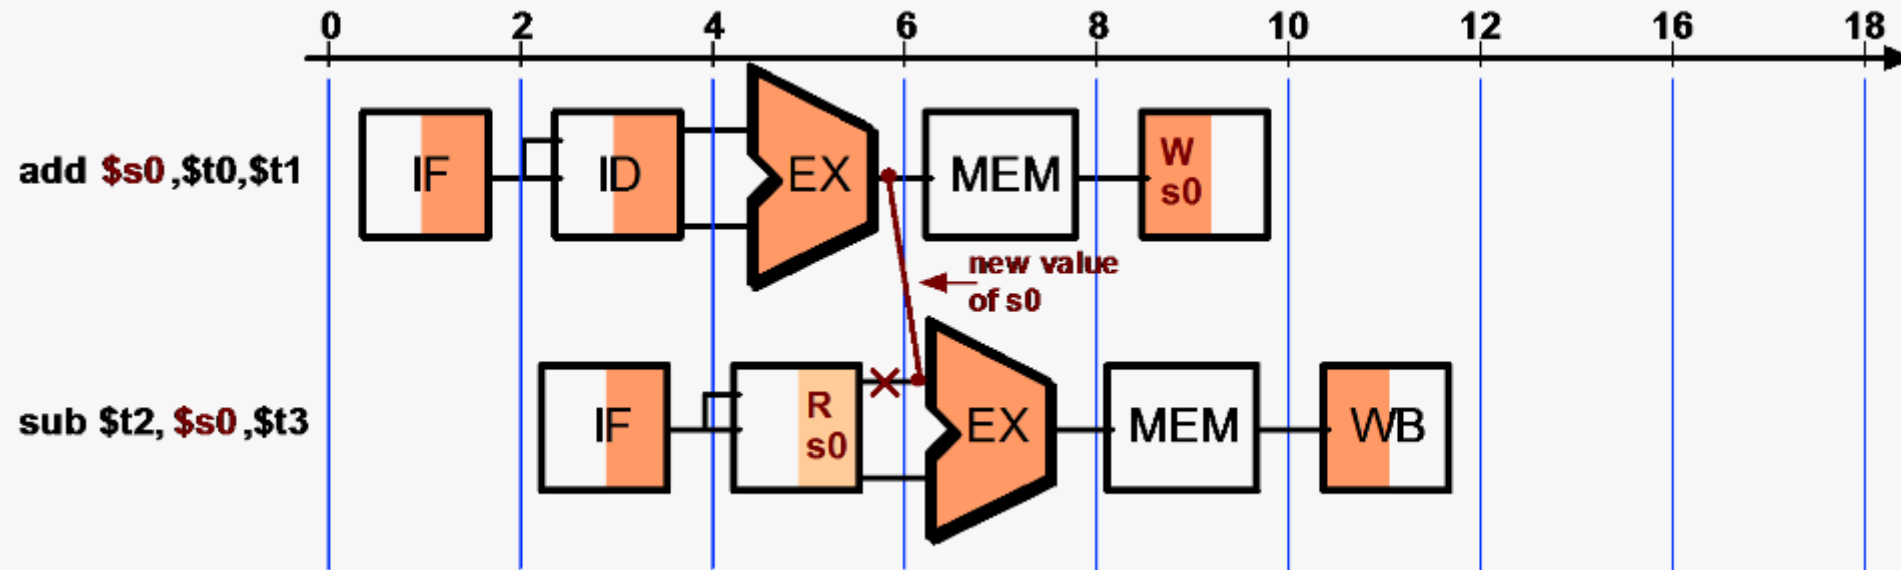 0 2 4 6 8 10 12 16 18
add $s0,$t0,$t1 IF ID EX MEM W
s0
new value
of s0
sub $t2, $s0,$t3 IF R
s0 EX MEM WB